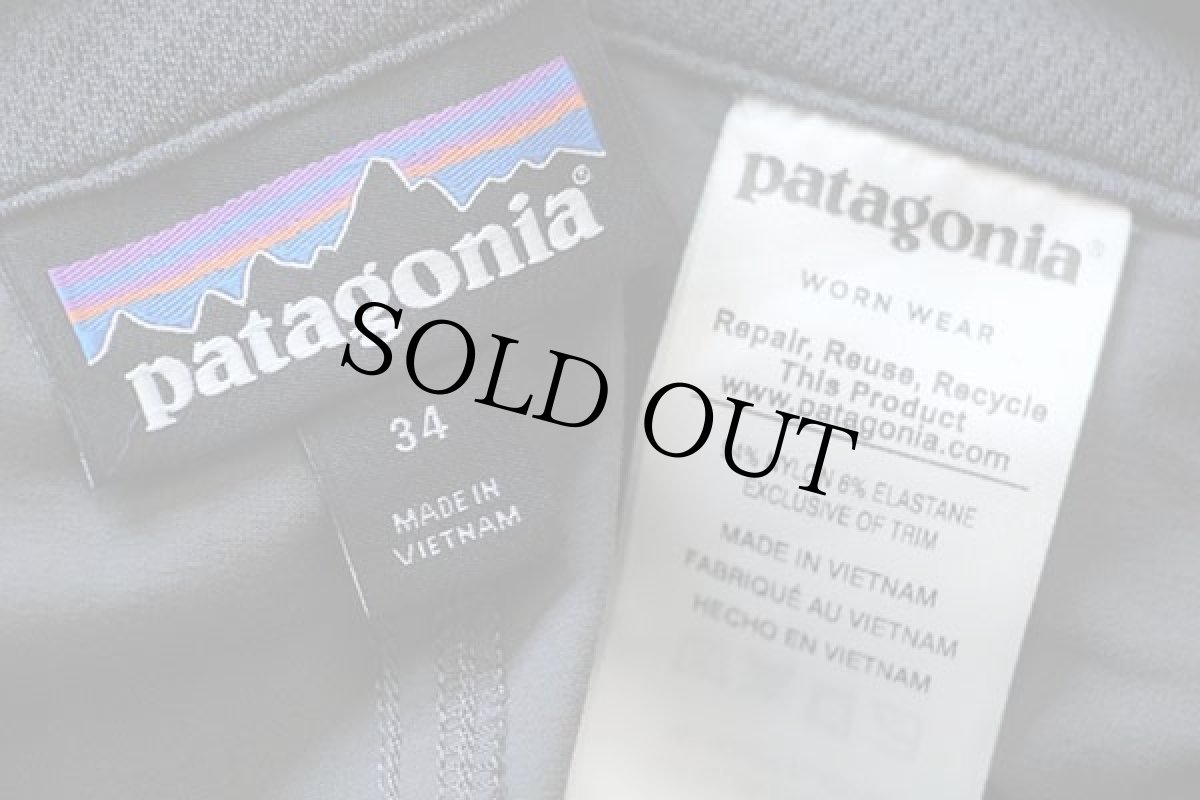 patagonia®
34
MADE IN
VIETNAM
SOLD OUT
patagonia®
WORN WEAR
Repair, Reuse, Recycle
This Product
www.patagonia.com
NYLON 6% ELASTANE
EXCLUSIVE OF TRIM
MADE IN VIETNAM
FABRIQUÉ AU VIETNAM
HECHO EN VIETNAM